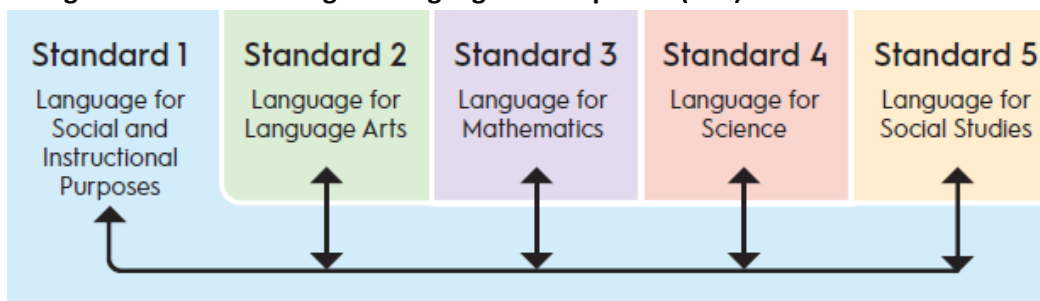 Standard 1
Language for
Social and
Instructional
Purposes
Standard 2
Language for
Language Arts
Standard 3
Language for
Mathematics
Standard 4
Language for
Science
Standard 5
Language for
Social Studies